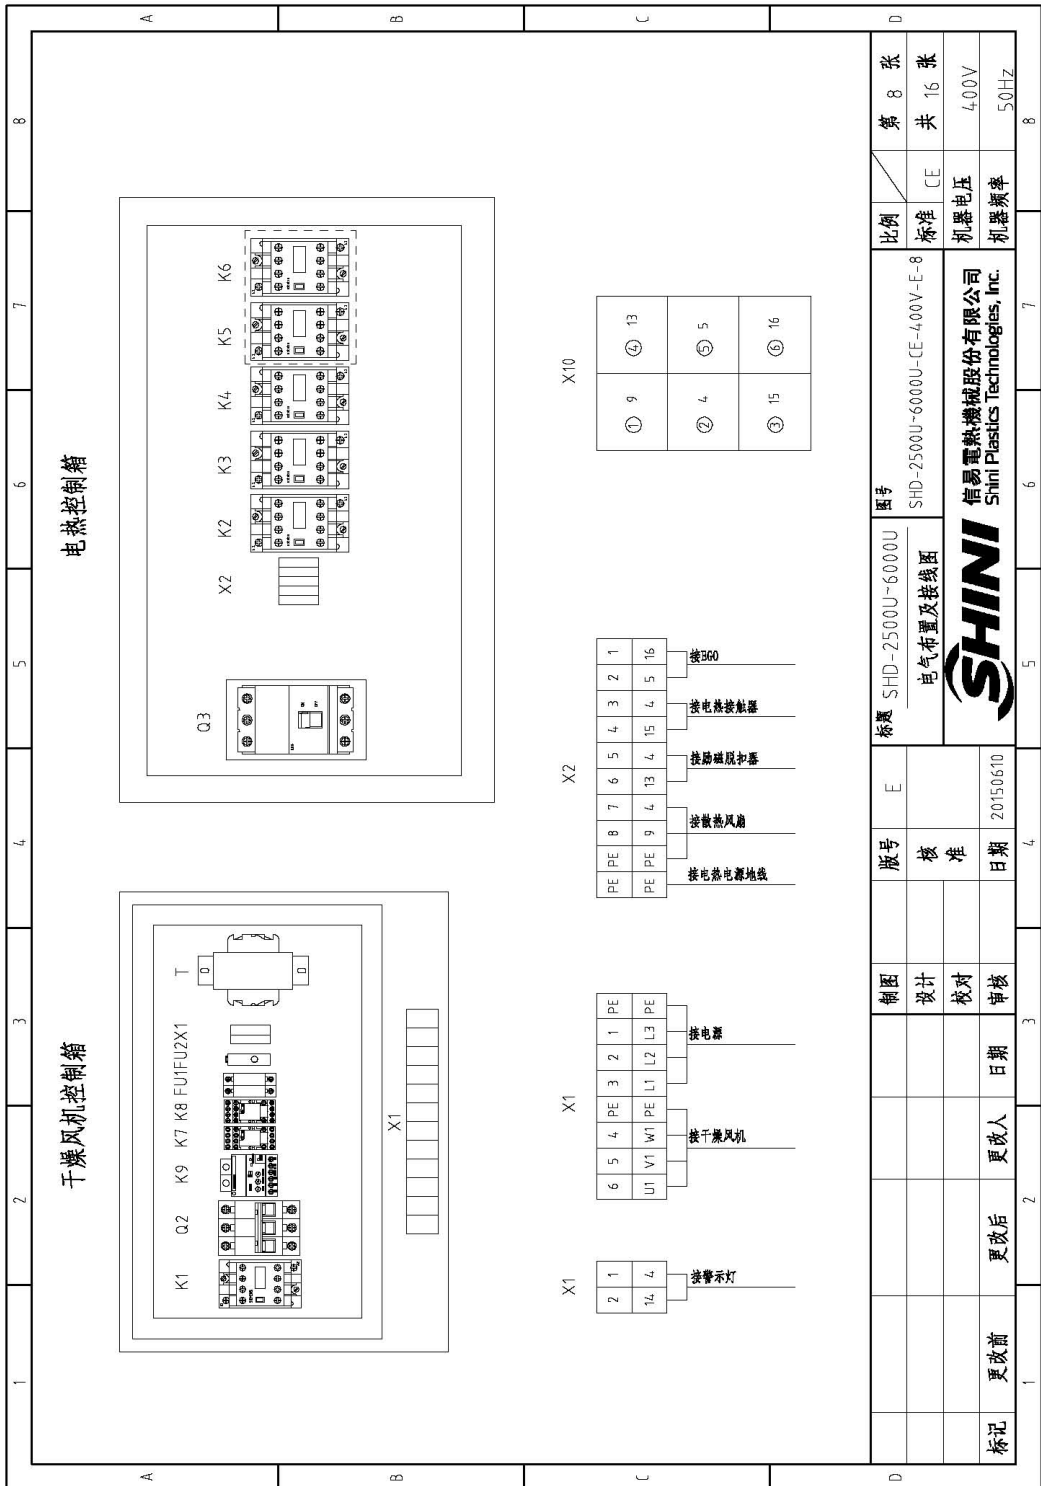 1 2 3 4 5 6 7 8
A
B
C
D
干燥风机控制箱
K1 Q2 K9 K7 K8 FU1FU2X1 T
X1
电热控制箱
Q3 X2 K2 K3 K4 K5 K6
X1
2 1
14 4
接警示灯
X1
6 5 4 PE 3 2 1 PE
U1 V1 W1 PE L1 L2 L3 PE
接干燥风机 接电源
X2
PE PE 8 7 6 5 4 3 2 1
PE PE 9 4 13 4 15 4 5 16
接电热电源地线 接散热风扇 接励磁脱扣器 接电热接触器 接BGO
X10
① 9 ④ 13
② 4 ⑤ 5
③ 15 ⑥ 16
标记 更改前 更改后 更改人 日期
制图
设计
校对
审核
版号 E
核准
日期 20150610
标题 SHD-2500U~6000U
电气布置及接线图
图号
SHD-2500U~6000U-CE-400V-E-8
SHINI
信易電熱機械股份有限公司
Shini Plastics Technologies, Inc.
比例 第 8 张
标准 CE 共 16 张
机器电压 400V
机器频率 50Hz
A
B
C
D
1 2 3 4 5 6 7 8